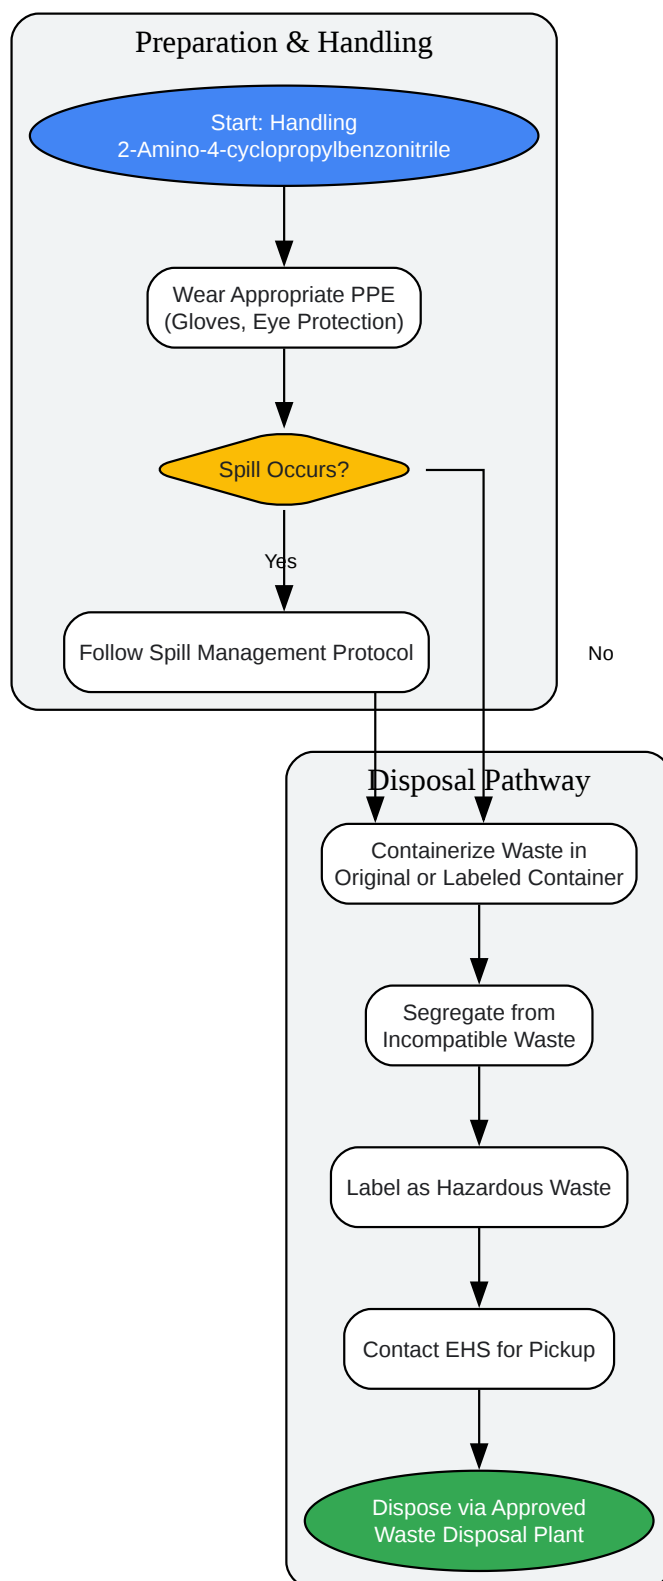 Preparation & Handling
Start: Handling
2-Amino-4-cyclopropylbenzonitrile
Wear Appropriate PPE
(Gloves, Eye Protection)
Spill Occurs?
Yes
Follow Spill Management Protocol
No
Disposal Pathway
Containerize Waste in
Original or Labeled Container
Segregate from
Incompatible Waste
Label as Hazardous Waste
Contact EHS for Pickup
Dispose via Approved
Waste Disposal Plant